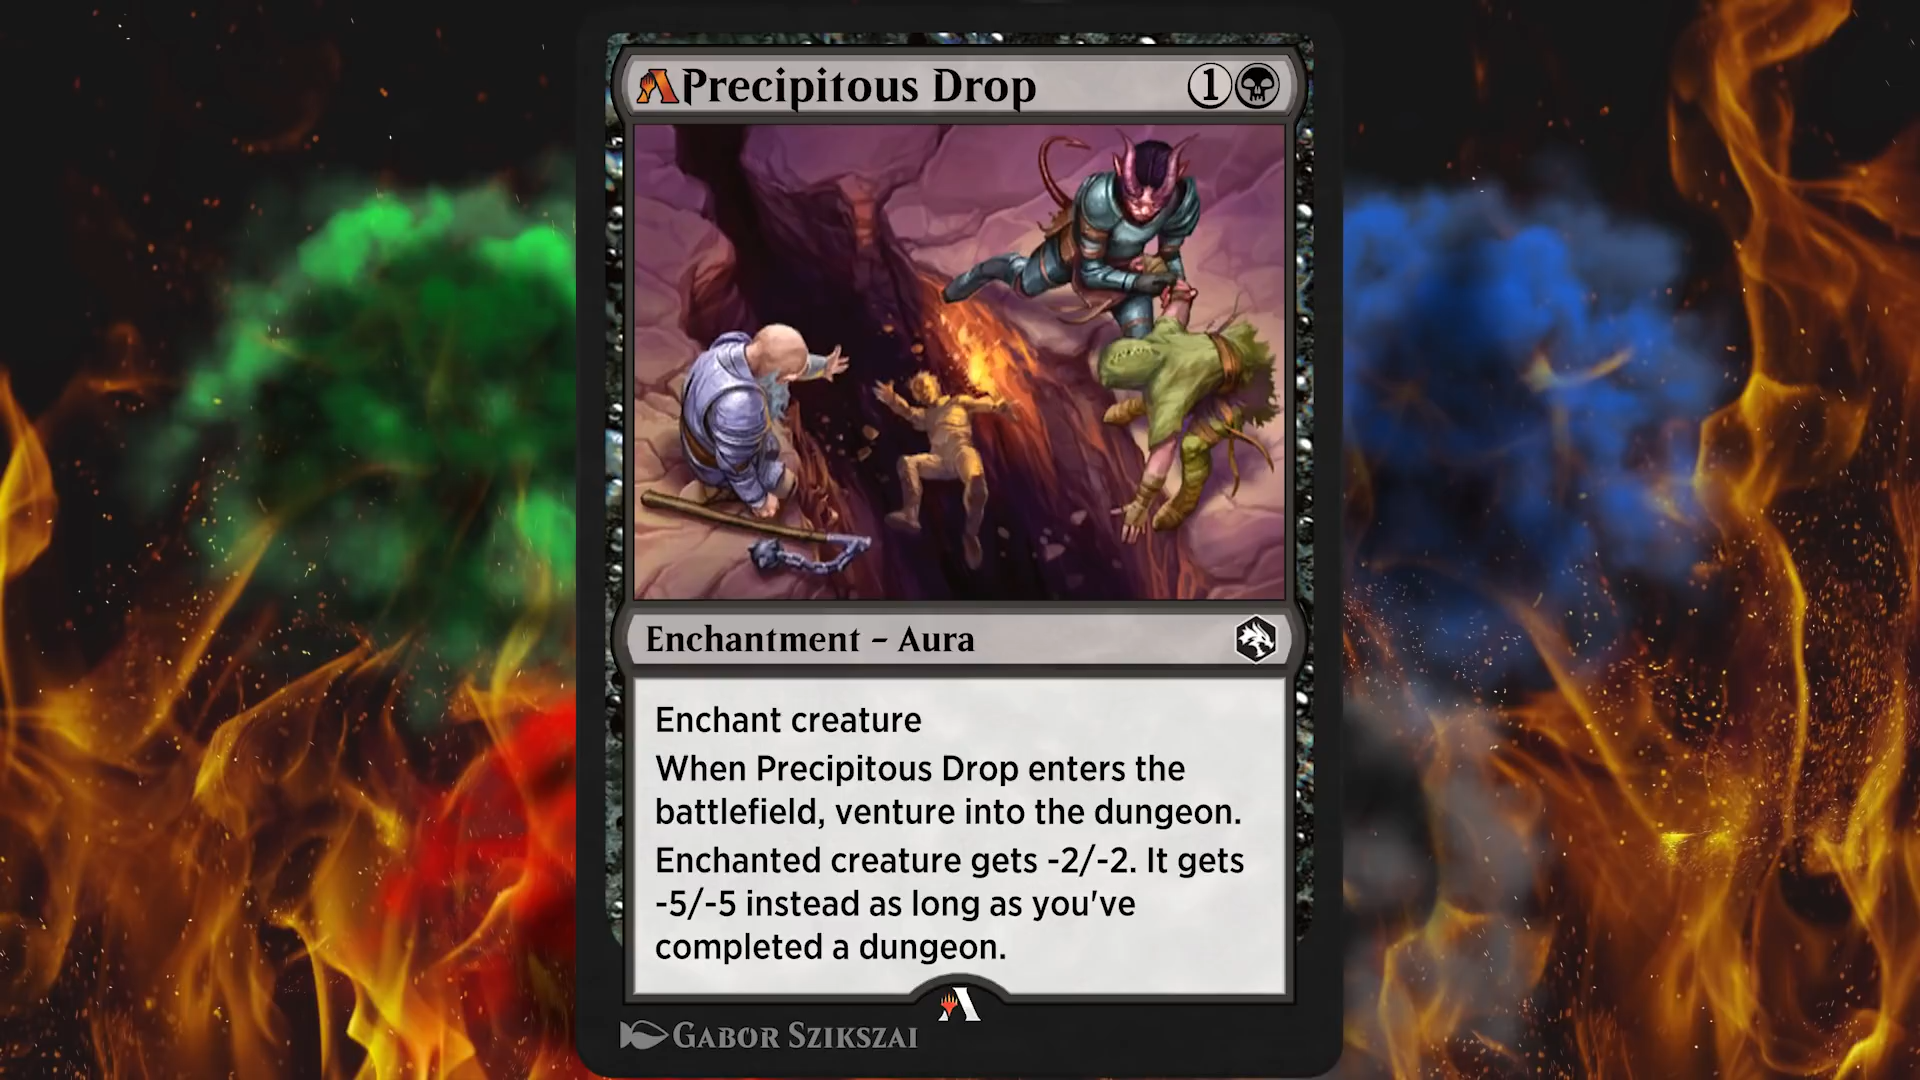 Precipitous Drop 1
Enchantment – Aura
Enchant creature
When Precipitous Drop enters the
battlefield, venture into the dungeon.
Enchanted creature gets -2/-2. It gets
-5/-5 instead as long as you've
completed a dungeon.
Gabor Szikszai